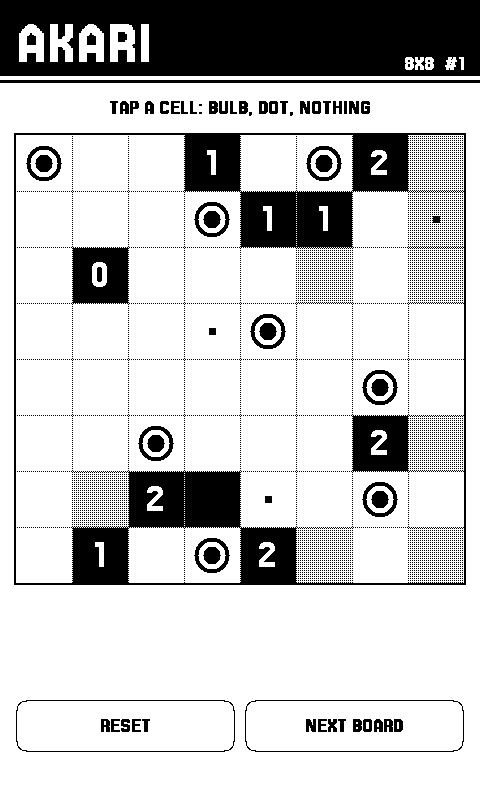 AKARI
8X8 #1
TAP A CELL: BULB, DOT, NOTHING
1 2
1 1
0
2
2
1 2
RESET
NEXT BOARD